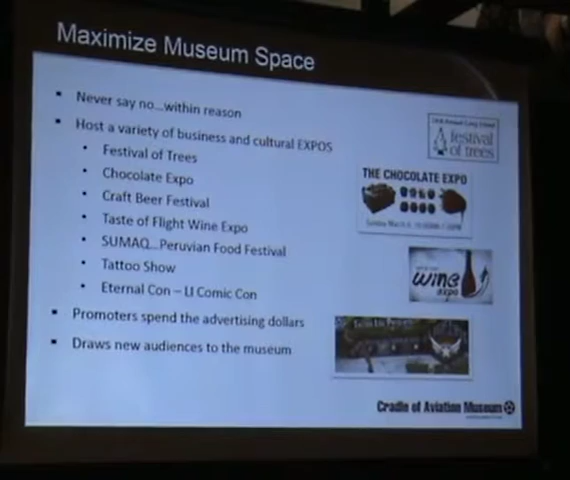 Maximize Museum Space
Never say no...within reason
Host a variety of business and cultural EXPOS
Festival of Trees
Chocolate Expo
Craft Beer Festival
Taste of Flight Wine Expo
SUMAQ...Peruvian Food Festival
Tattoo Show
Eternal Con – LI Comic Con
Promoters spend the advertising dollars
Draws new audiences to the museum
festival
of trees
THE CHOCOLATE EXPO
wine
expo
Cradle of Aviation Museum